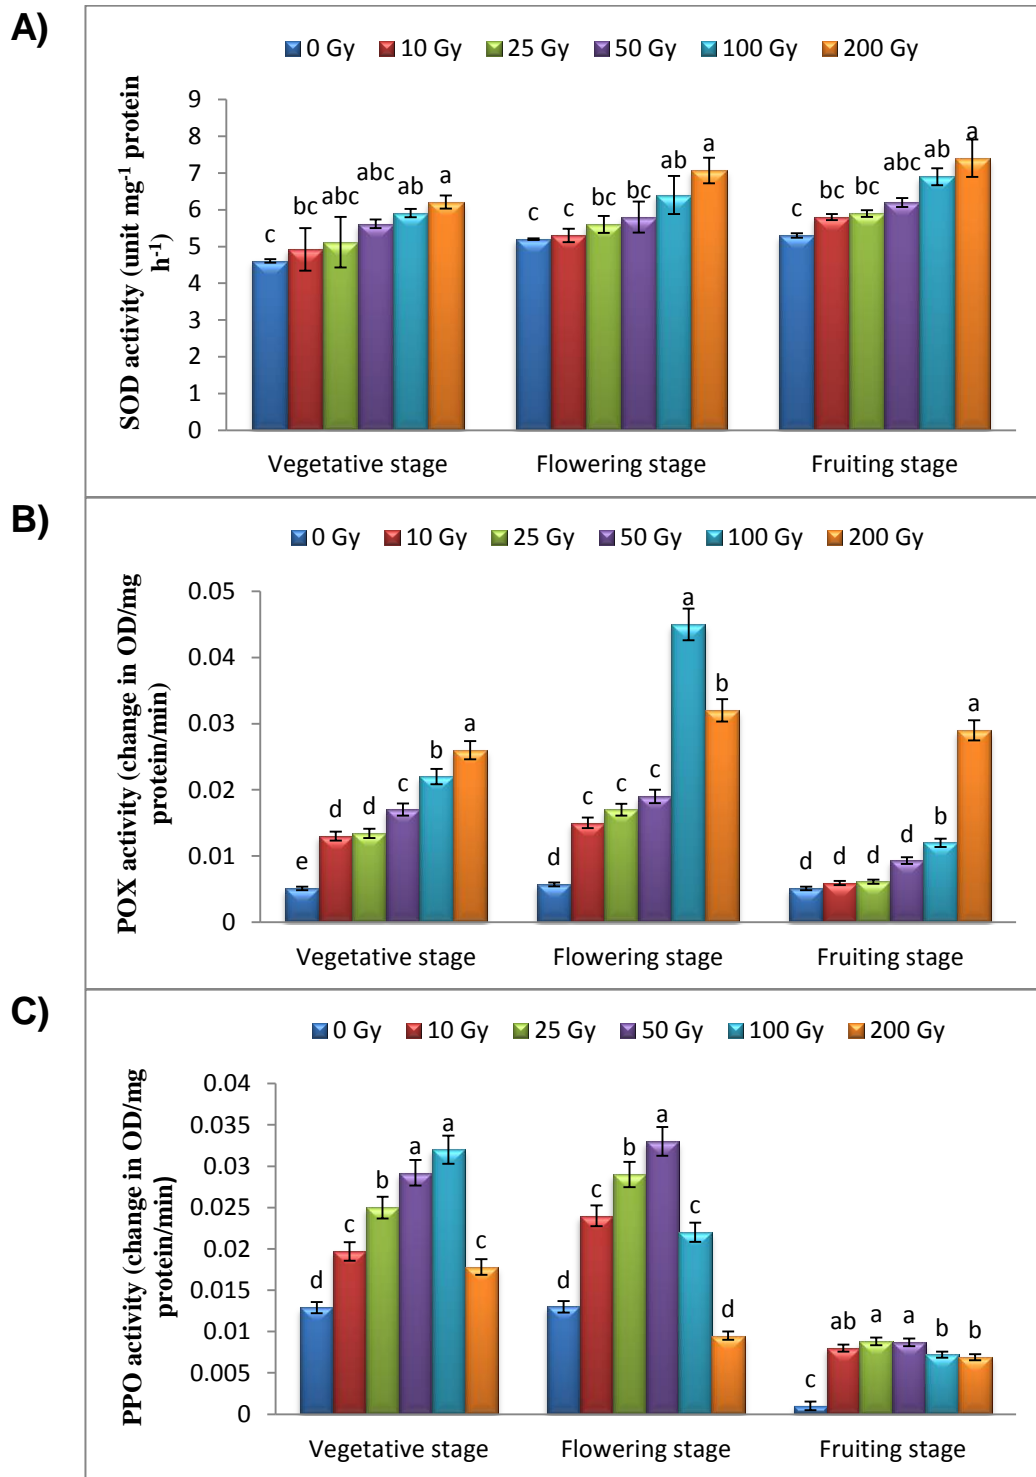 A)
0 Gy 10 Gy 25 Gy 50 Gy 100 Gy 200 Gy
SOD activity (unit mg⁻¹ protein
h⁻¹)
9
8
7
6
5
4
3
2
1
0
c bc abc abc ab a
c c bc bc ab a
c bc bc abc ab a
Vegetative stage Flowering stage Fruiting stage
B)
0 Gy 10 Gy 25 Gy 50 Gy 100 Gy 200 Gy
POX activity (change in OD/mg
protein/min)
0.05
0.04
0.03
0.02
0.01
0
e d d c b a
d c c c a b
d d d d b a
Vegetative stage Flowering stage Fruiting stage
C)
0 Gy 10 Gy 25 Gy 50 Gy 100 Gy 200 Gy
PPO activity (change in OD/mg
protein/min)
0.04
0.035
0.03
0.025
0.02
0.015
0.01
0.005
0
d c b a a c
d c b a c d
c ab a a b b
Vegetative stage Flowering stage Fruiting stage